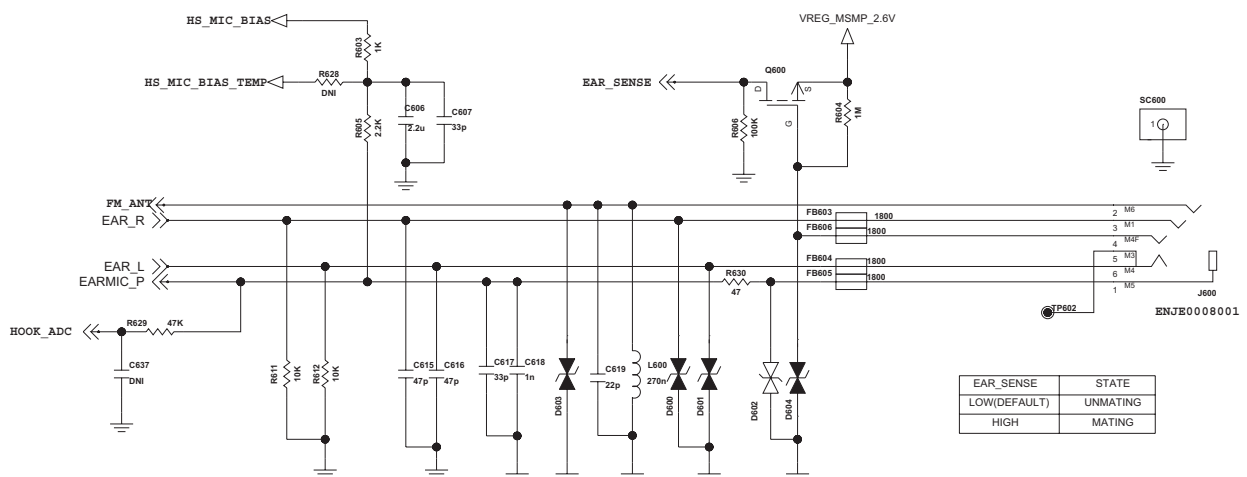 HS_MIC_BIAS
R603
1K
VREG_MSMP_2.6V
HS_MIC_BIAS_TEMP
R628
DNI
EAR_SENSE
Q600
D
S
G
R605
2.2K
C606
2.2u
C607
33p
R606
100K
R604
1M
SC600
1
FM_ANT
EAR_R
FB603
1800
FB606
1800
2
M6
3
M1
4
M4F
EAR_L
EARMIC_P
R630
47
FB604
1800
FB605
1800
M3
5
M4
6
M5
1
J600
ENJE0008001
TP602
HOOK_ADC
R629
47K
C637
DNI
R611
10K
R612
10K
C615
47p
C616
47p
C617
33p
C618
1n
D603
C619
22p
L600
270n
D600
D601
D602
D604
EAR_SENSE STATE
LOW(DEFAULT) UNMATING
HIGH MATING